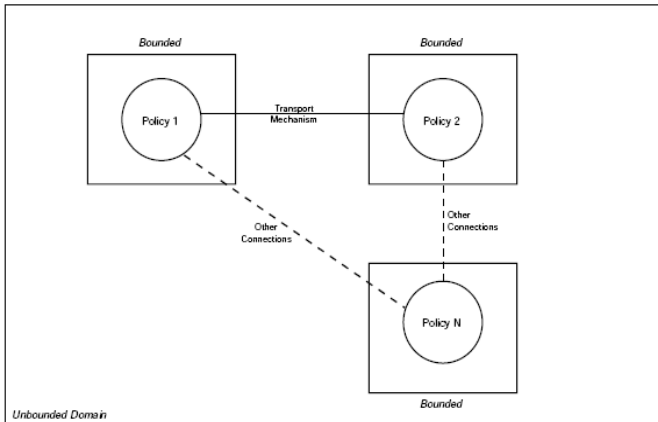 Bounded
Bounded
Policy 1
Transport
Mechanism
Policy 2
Other
Connections
Other
Connections
Policy N
Bounded
Unbounded Domain